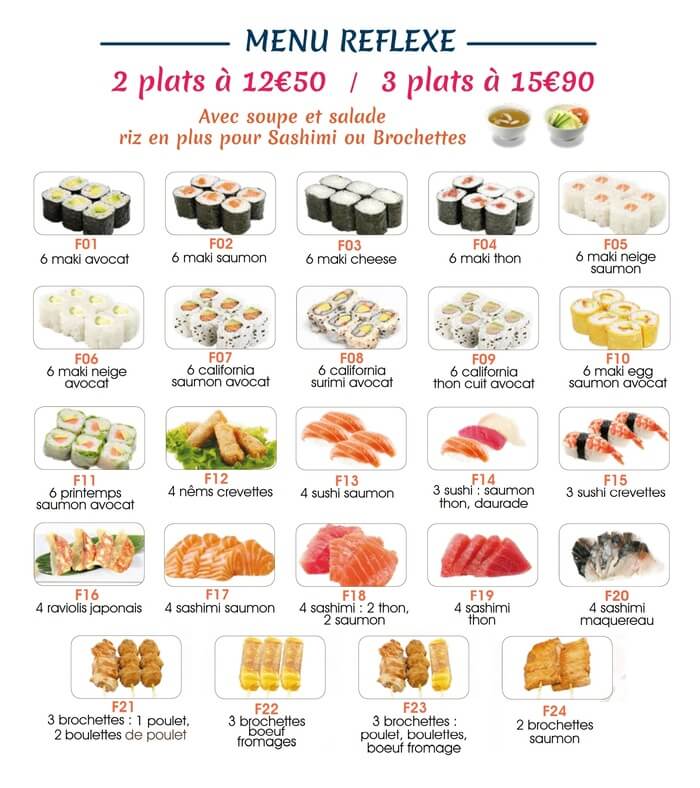 MENU REFLEXE
2 plats à 12€50 / 3 plats à 15€90
Avec soupe et salade
riz en plus pour Sashimi ou Brochettes
F01
6 maki avocat
F02
6 maki saumon
F03
6 maki cheese
F04
6 maki thon
F05
6 maki neige
saumon
F06
6 maki neige
avocat
F07
6 california
saumon avocat
F08
6 california
surimi avocat
F09
6 california
thon cuit avocat
F10
6 maki egg
saumon avocat
F11
6 printemps
saumon avocat
F12
4 nêms crevettes
F13
4 sushi saumon
F14
3 sushi : saumon
thon, daurade
F15
3 sushi crevettes
F16
4 raviolis japonais
F17
4 sashimi saumon
F18
4 sashimi : 2 thon,
2 saumon
F19
4 sashimi
thon
F20
4 sashimi
maquereau
F21
3 brochettes : 1 poulet,
2 boulettes de poulet
F22
3 brochettes
boeuf
fromages
F23
3 brochettes :
poulet, boulettes,
boeuf fromage
F24
2 brochettes
saumon